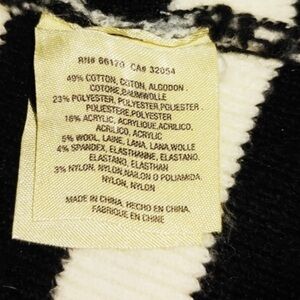 RN# 66170 CA# 32054
49% COTTON, COTON, ALGODON
COTONE, BAUMWOLLE
23% POLYESTER, POLYESTER, POLIESTER
POLIESTERE, POLYESTER
16% ACRYLIC, ACRYLIQUE, ACRILICO,
ACRILICO, ACRYLIC
5% WOOL, LAINE, LANA, LANA, WOLLE
4% SPANDEX, ELASTHANNE, ELASTANO,
ELASTANO, ELASTHAN
3% NYLON, NYLON, NAILON O POLIAMIDA,
NYLON, NYLON
MADE IN CHINA, HECHO EN CHINA,
FABRIQUE EN CHINE